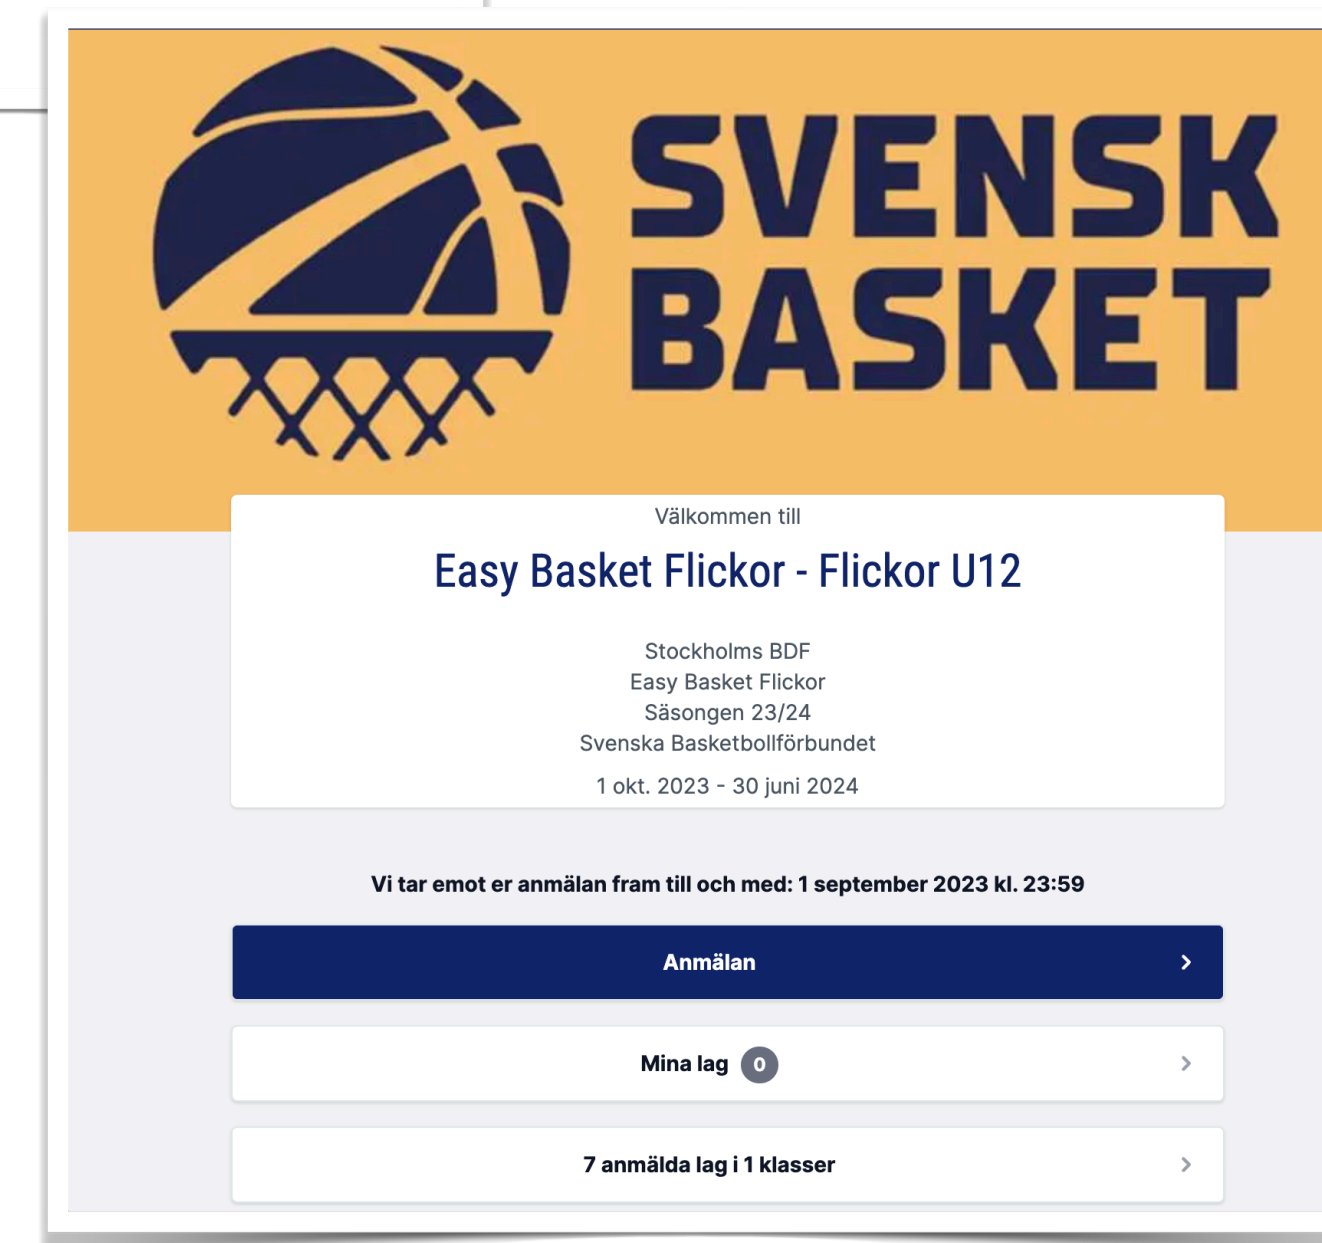 SVENSK
BASKET
Välkommen till
Easy Basket Flickor - Flickor U12
Stockholms BDF
Easy Basket Flickor
Säsongen 23/24
Svenska Basketbollförbundet
1 okt. 2023 - 30 juni 2024
Vi tar emot er anmälan fram till och med: 1 september 2023 kl. 23:59
Anmälan
Mina lag 0
7 anmälda lag i 1 klasser